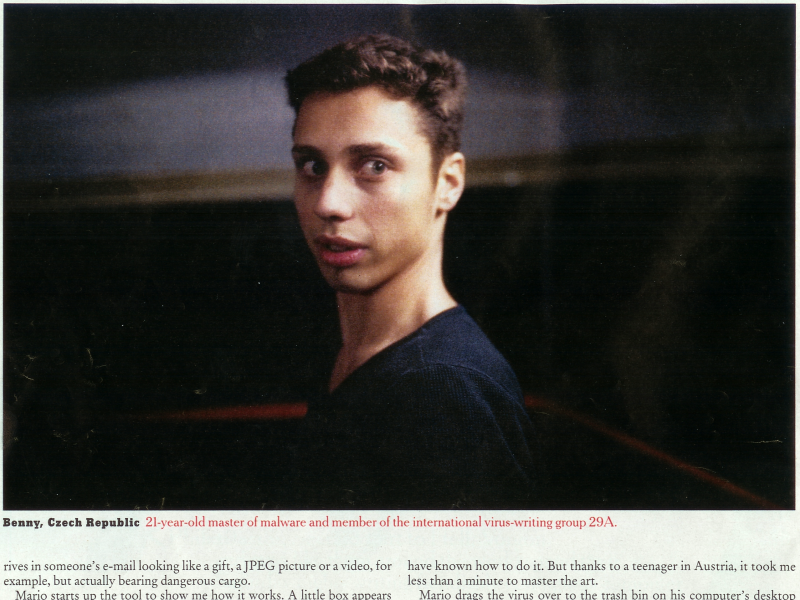 Benny, Czech Republic 21-year-old master of malware and member of the international virus-writing group 29A.
rives in someone's e-mail looking like a gift, a JPEG picture or a video, for
example, but actually bearing dangerous cargo.
Mario starts up the tool to show me how it works. A little box appears
have known how to do it. But thanks to a teenager in Austria, it took me
less than a minute to master the art.
Mario drags the virus over to the trash bin on his computer's desktop